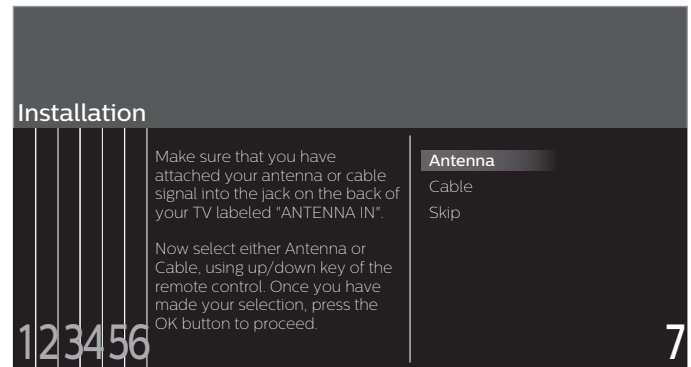 Installation
Make sure that you have
attached your antenna or cable
signal into the jack on the back of
your TV labeled "ANTENNA IN".
Now select either Antenna or
Cable, using up/down key of the
remote control. Once you have
made your selection, press the
OK button to proceed.
Antenna
Cable
Skip
123456
7